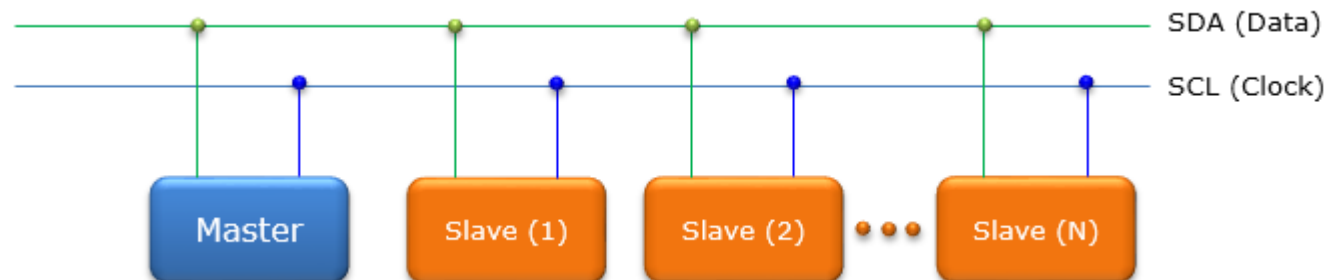 SDA (Data)
SCL (Clock)
Master
Slave (1)
Slave (2)
Slave (N)